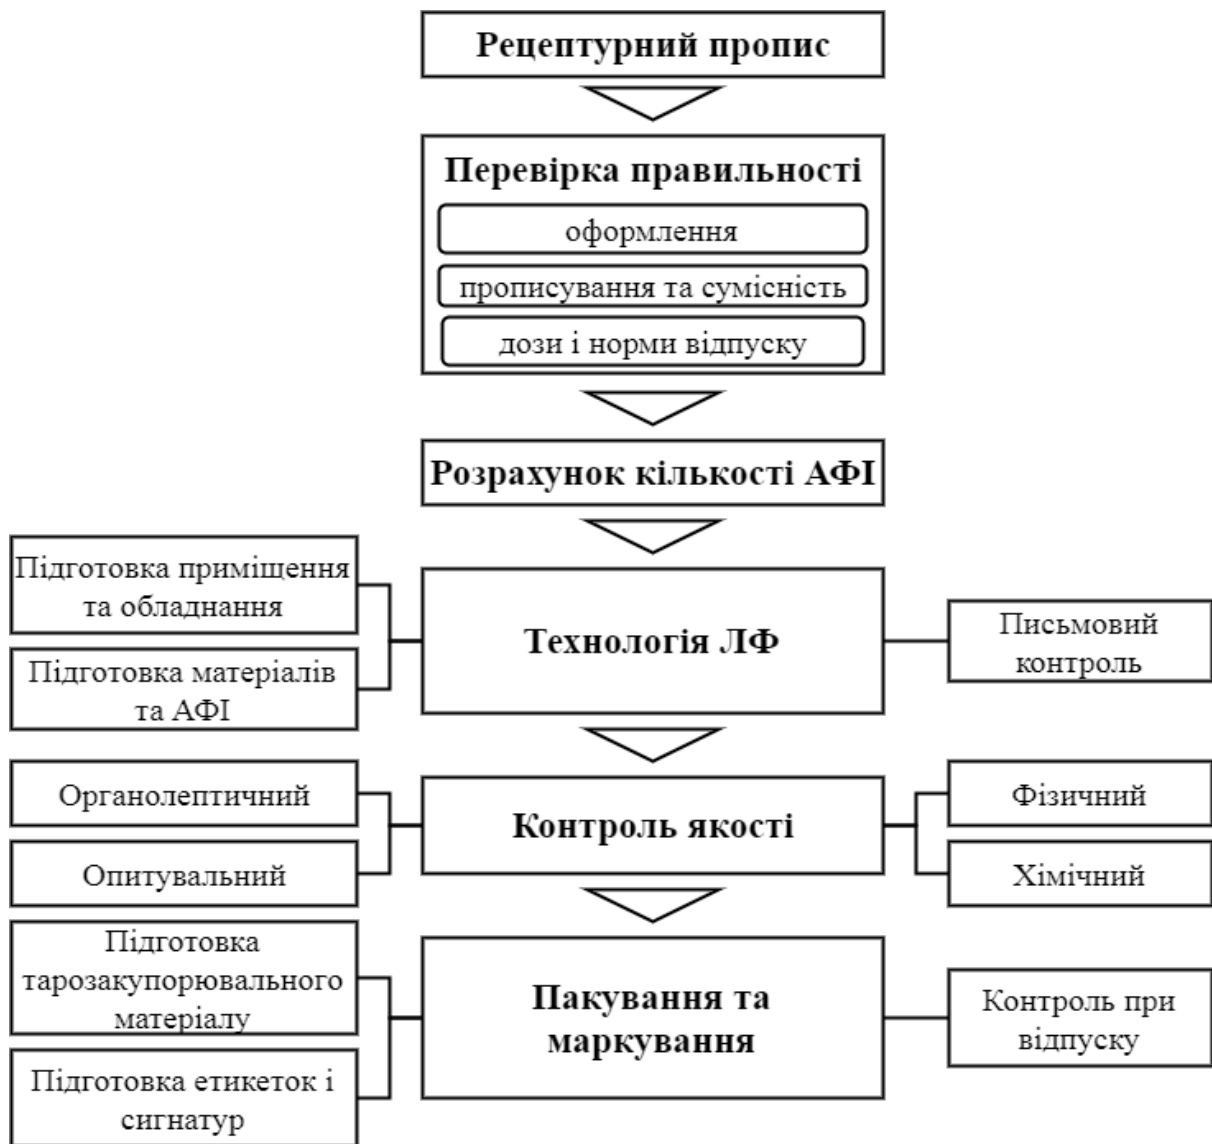 Рецептурний пропис
Перевірка правильності
оформлення
прописування та сумісність
дози і норми відпуску
Розрахунок кількості АФІ
Підготовка приміщення
та обладнання
Підготовка матеріалів
та АФІ
Технологія ЛФ
Письмовий
контроль
Органолептичний
Опитувальний
Контроль якості
Фізичний
Хімічний
Підготовка
тарозакупорювального
матеріалу
Підготовка етикеток і
сигнатур
Пакування та
маркування
Контроль при
відпуску